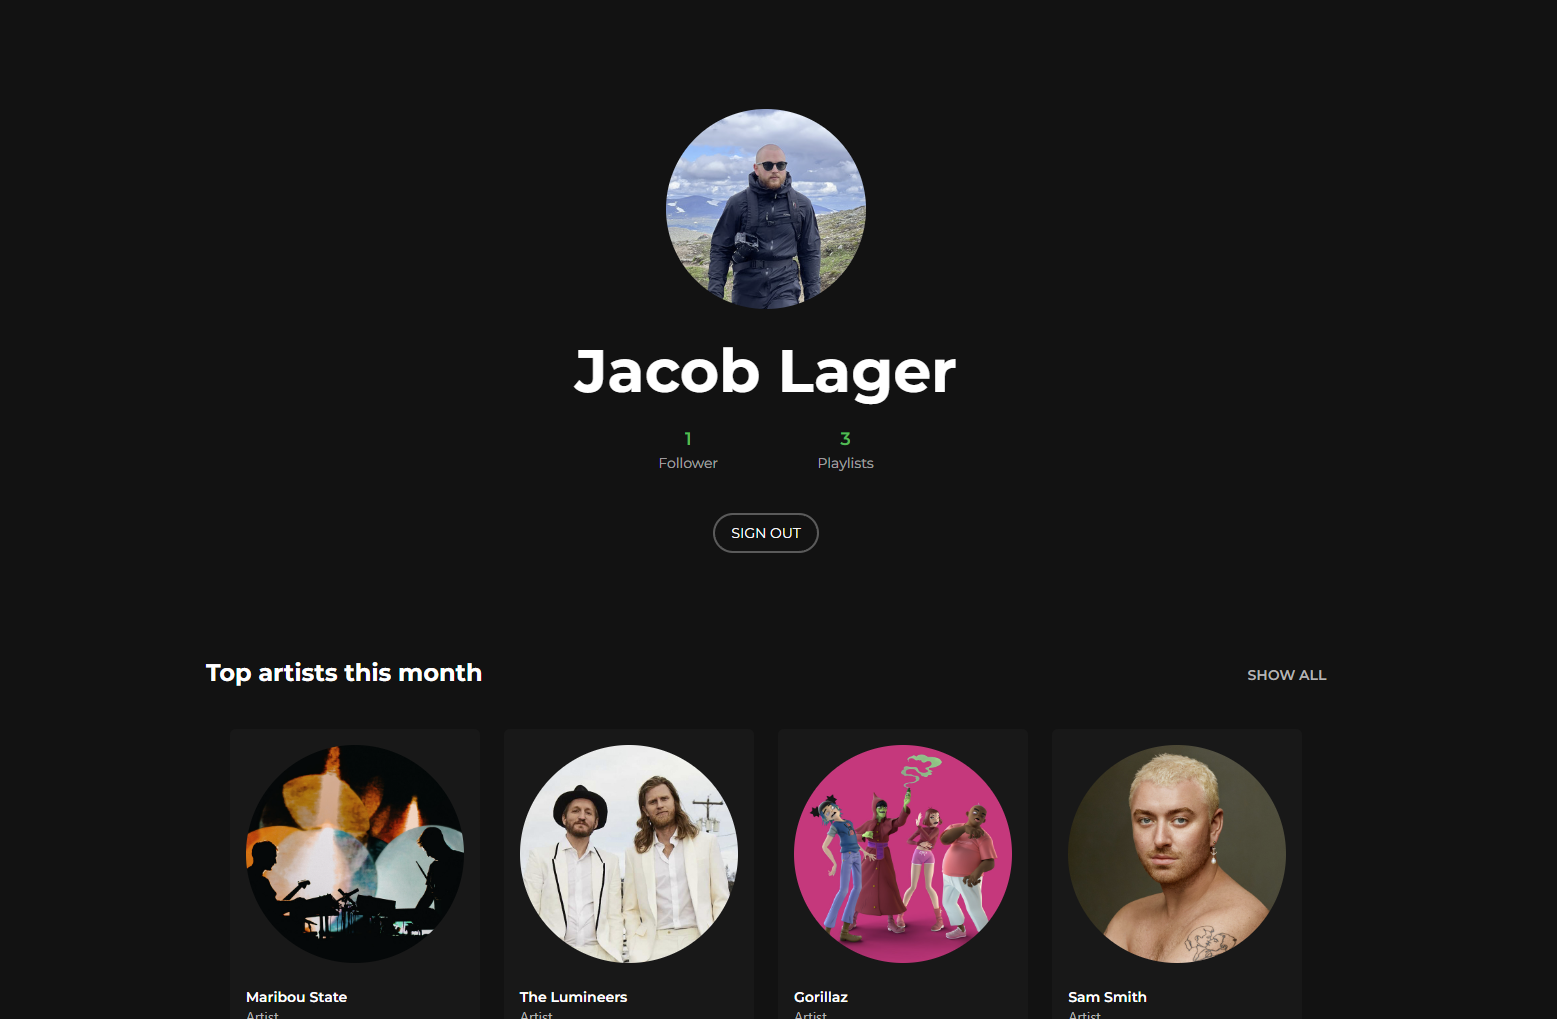 Jacob Lager
1 3
Follower Playlists
SIGN OUT
Top artists this month SHOW ALL
Maribou State The Lumineers Gorillaz Sam Smith
Artist Artist Artist Artist